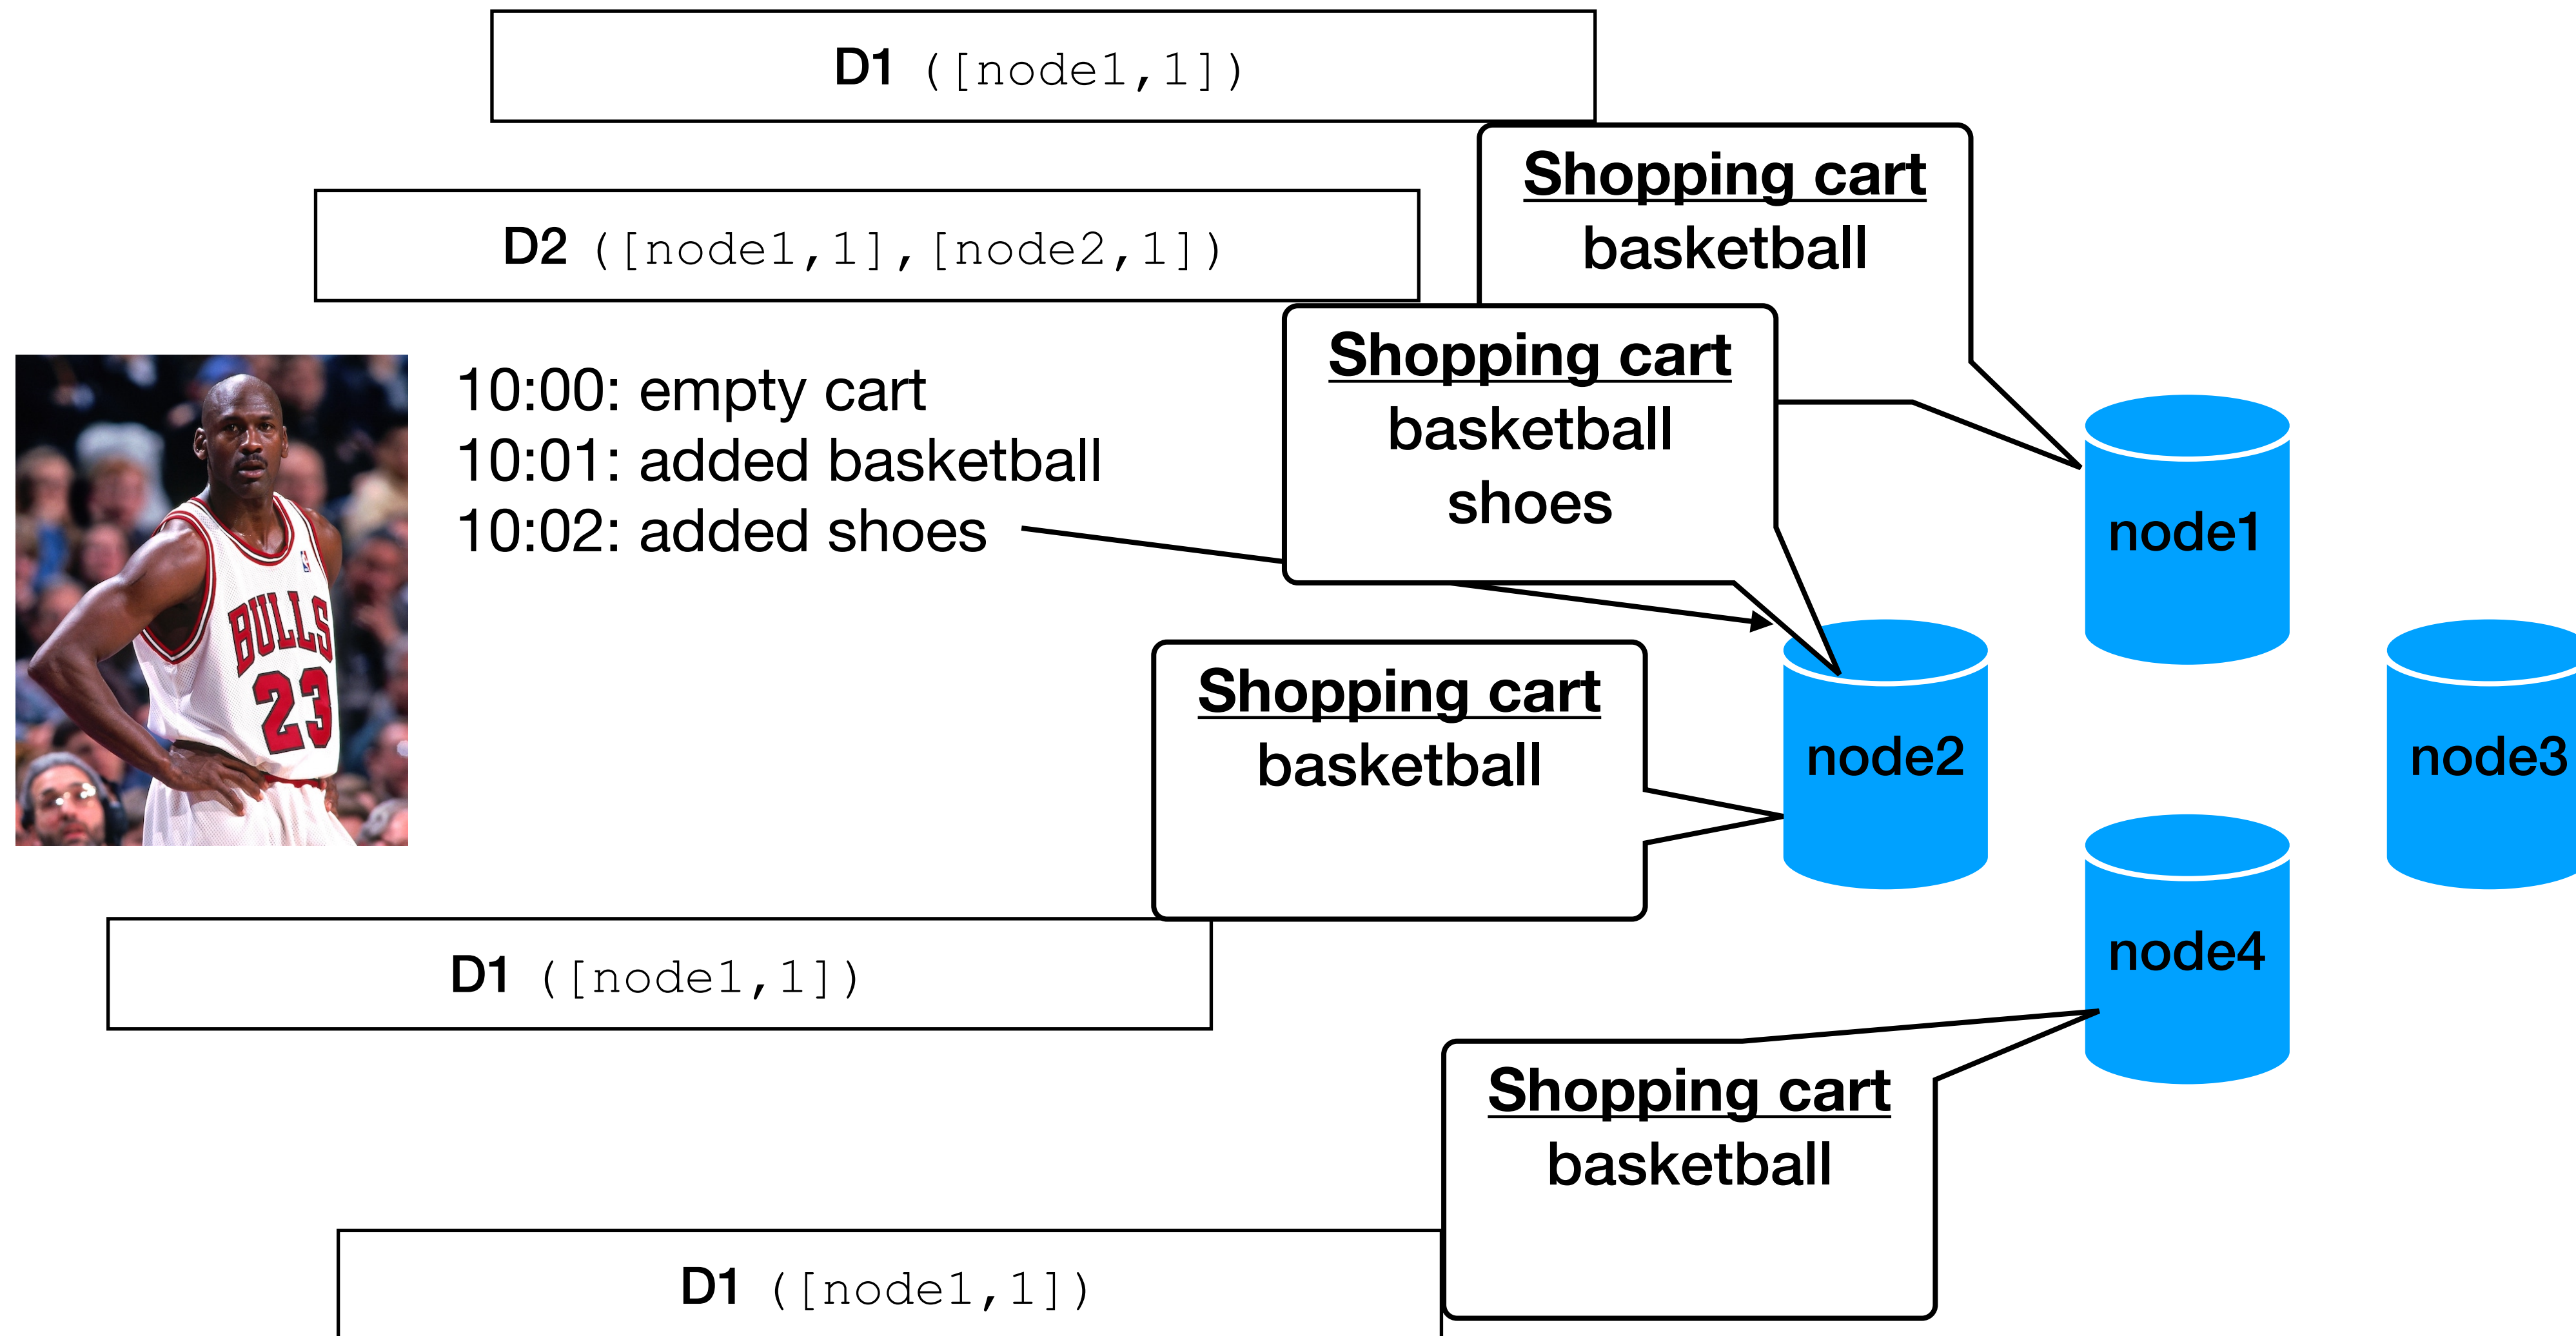 D1 ([node1,1])
Shopping cart
basketball
D2 ([node1,1],[node2,1])
Shopping cart
basketball
shoes
10:00: empty cart
10:01: added basketball
10:02: added shoes
BULLS
23
node1
Shopping cart
basketball
node2
node3
D1 ([node1,1])
node4
Shopping cart
basketball
D1 ([node1,1])